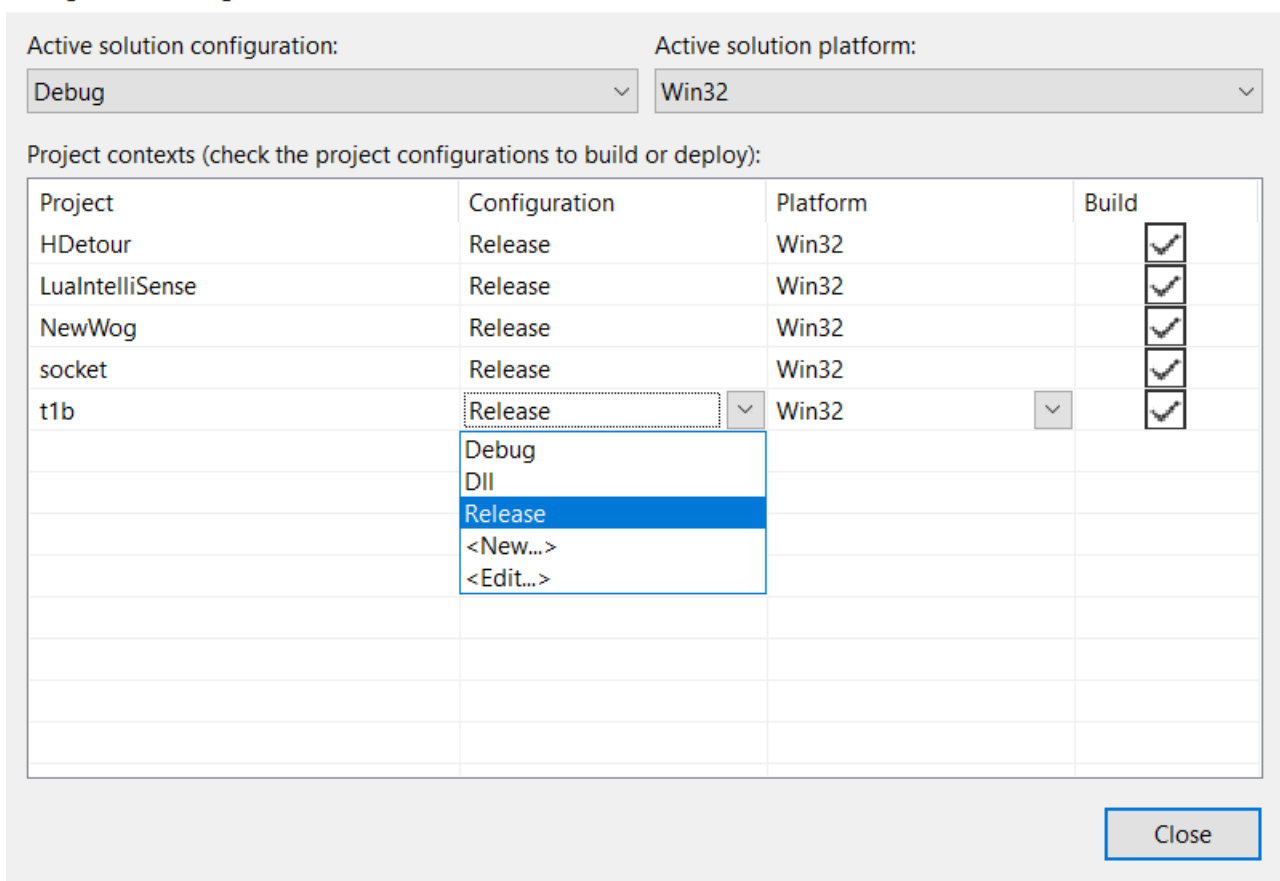 Active solution configuration: Active solution platform:
Debug Win32
Project contexts (check the project configurations to build or deploy):
Project Configuration Platform Build
HDetour Release Win32
LuaIntelliSense Release Win32
NewWog Release Win32
socket Release Win32
t1b Release Win32
Debug
Dll
Release
<New...>
<Edit...>
Close